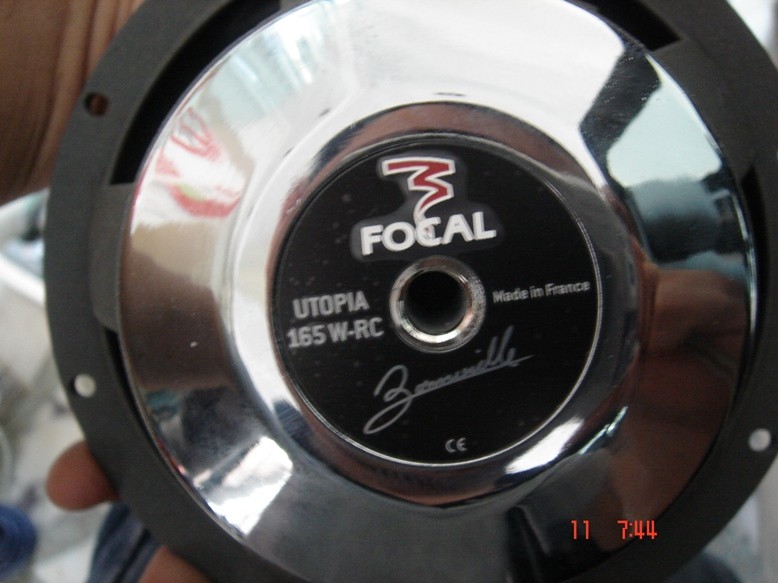 FOCAL
UTOPIA
165 W-RC
Made in France
CE
11 7:44